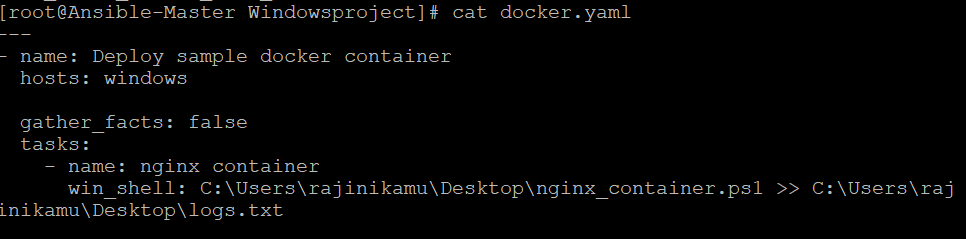 [root@Ansible-Master Windowsproject]# cat docker.yaml
---
- name: Deploy sample docker container
  hosts: windows

  gather_facts: false
  tasks:
    - name: nginx container
      win_shell: C:\Users\rajinikamu\Desktop\nginx_container.ps1 >> C:\Users\raj
inikamu\Desktop\logs.txt